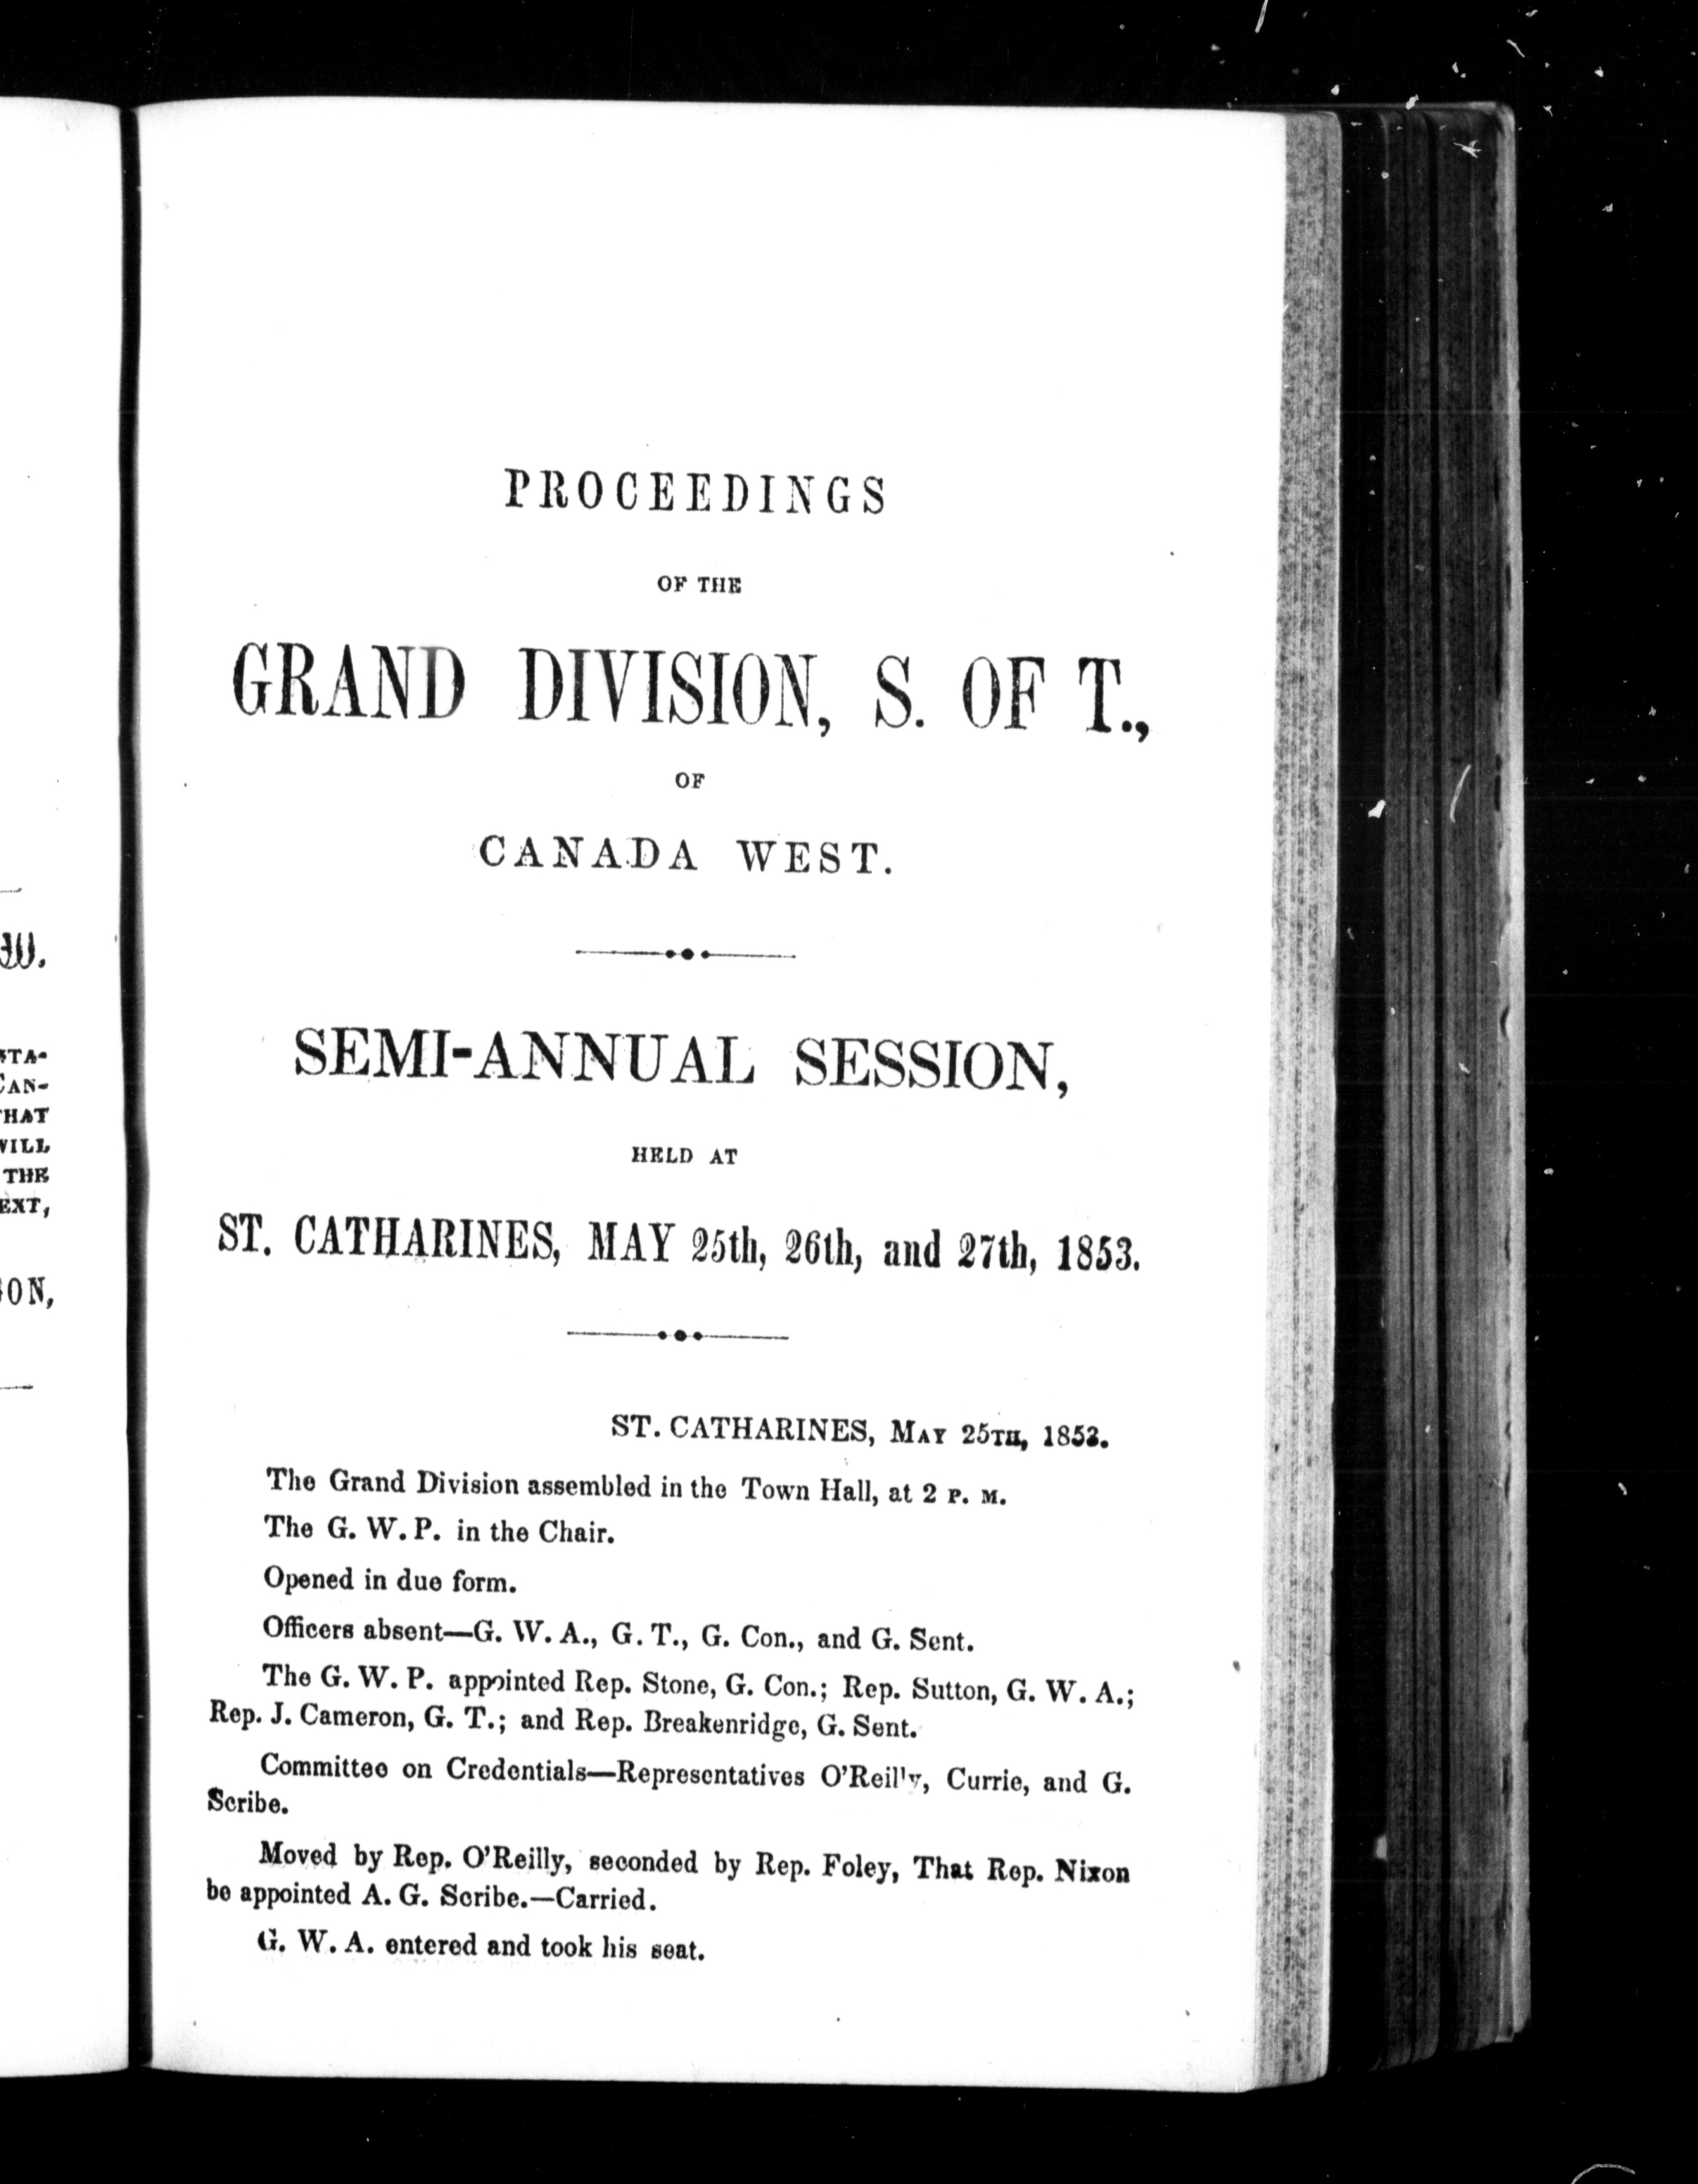 PROCEEDINGS
OF THE
GRAND DIVISION, S. OF T.,
OF
CANADA WEST.
SEMI-ANNUAL SESSION,
HELD AT
ST. CATHARINES, MAY 25th, 26th, and 27th, 1853.
ST. CATHARINES, MAY 25TH, 1853.
The Grand Division assembled in the Town Hall, at 2 P. M.
The G. W. P. in the Chair.
Opened in due form.
Officers absent—G. W. A., G. T., G. Con., and G. Sent.
The G. W. P. appointed Rep. Stone, G. Con.; Rep. Sutton, G. W. A.;
Rep. J. Cameron, G. T.; and Rep. Breakenridge, G. Sent.
Committee on Credentials—Representatives O'Reilly, Currie, and G.
Scribe.
Moved by Rep. O'Reilly, seconded by Rep. Foley, That Rep. Nixon
be appointed A. G. Scribe.—Carried.
G. W. A. entered and took his seat.